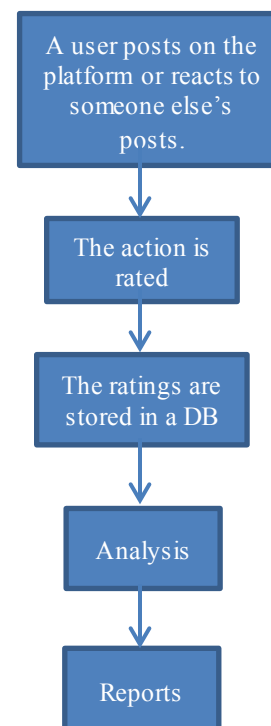 A user posts on the
platform or reacts to
someone else’s
posts.
The action is
rated
The ratings are
stored in a DB
Analysis
Reports